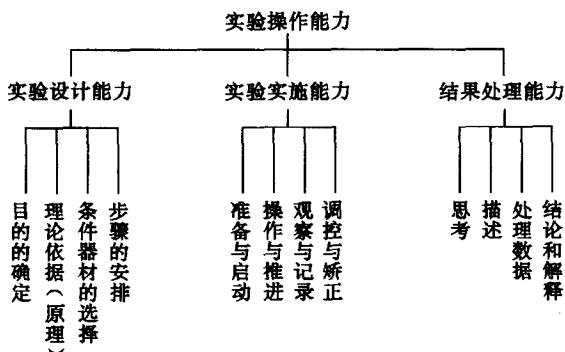 实验操作能力
实验设计能力
实验实施能力
结果处理能力
目的的确定
理论依据（原理）
条件器材的选择
步骤的安排
准备与启动
操作与推进
观察与记录
调控与矫正
思考
描述
处理数据
结论和解释